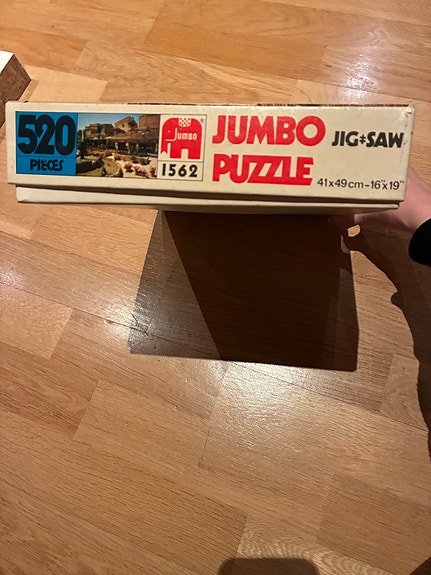 520
PIECES
JUMBO
1562
JUMBO
PUZZLE
JIG+SAW
41x49cm-16"x19"